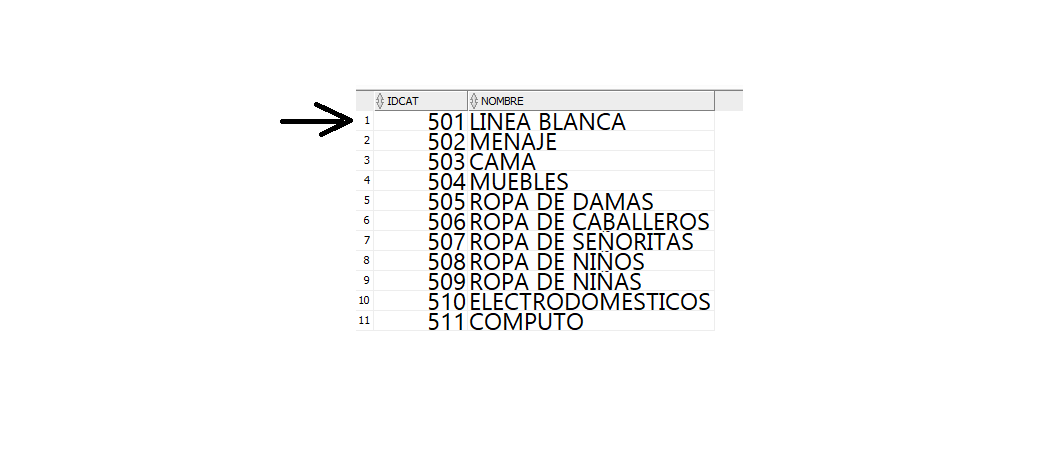 IDCAT NOMBRE
1 501 LINEA BLANCA
2 502 MENAJE
3 503 CAMA
4 504 MUEBLES
5 505 ROPA DE DAMAS
6 506 ROPA DE CABALLEROS
7 507 ROPA DE SEÑORITAS
8 508 ROPA DE NIÑOS
9 509 ROPA DE NIÑAS
10 510 ELECTRODOMESTICOS
11 511 COMPUTO